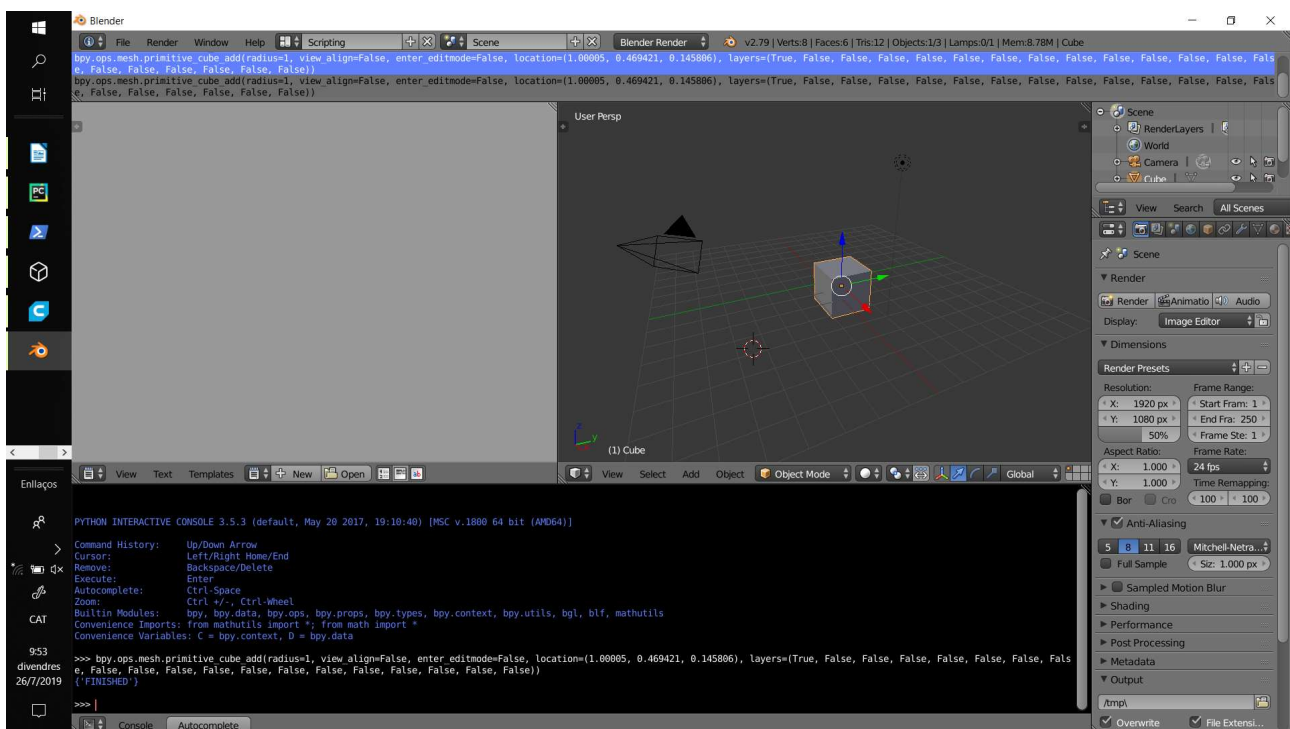 Blender
File Render Window Help Scripting Scene Blender Render v2.79 | Verts:8 | Faces:6 | Tris:12 | Objects:1/3 | Lamps:0/1 | Mem:8.78M | Cube
bpy.ops.mesh.primitive_cube_add(radius=1, view_align=False, enter_editmode=False, location=(1.00005, 0.469421, 0.145806), layers=(True, False, False, False, False, False, False, False, False, False, False, False, Fals
e, False, False, False, False, False, False))
bpy.ops.mesh.primitive_cube_add(radius=1, view_align=False, enter_editmode=False, location=(1.00005, 0.469421, 0.145806), layers=(True, False, False, False, False, False, False, False, False, False, False, False, Fals
e, False, False, False, False, False, False))
User Persp
(1) Cube
View Text Templates New Open
View Select Add Object Object Mode Global
PYTHON INTERACTIVE CONSOLE 3.5.3 (default, May 20 2017, 19:10:40) [MSC v.1800 64 bit (AMD64)]
Command History: Up/Down Arrow
Cursor: Left/Right Home/End
Remove: Backspace/Delete
Execute: Enter
Autocomplete: Ctrl-Space
Zoom: Ctrl +/-, Ctrl-Wheel
Builtin Modules: bpy, bpy.data, bpy.ops, bpy.props, bpy.types, bpy.context, bpy.utils, bgl, blf, mathutils
Convenience Imports: from mathutils import *; from math import *
Convenience Variables: C = bpy.context, D = bpy.data
>>> bpy.ops.mesh.primitive_cube_add(radius=1, view_align=False, enter_editmode=False, location=(1.00005, 0.469421, 0.145806), layers=(True, False, False, False, False, False, False, Fals
e, False, False, False, False, False, False, False, False, False, False, False))
{'FINISHED'}
>>>
Console Autocomplete
Scene
RenderLayers
World
Camera
Cube
View Search All Scenes
Scene
Render
Render Animatio Audio
Display: Image Editor
Dimensions
Render Presets
Resolution: Frame Range:
X: 1920 px Start Fram: 1
Y: 1080 px End Fra: 250
50% Frame Ste: 1
Aspect Ratio: Frame Rate:
X: 1.000 24 fps
Y: 1.000 Time Remapping:
Bor Cro 100 100
Anti-Aliasing
5 8 11 16 Mitchell-Netra...
Full Sample Siz: 1.000 px
Sampled Motion Blur
Shading
Performance
Post Processing
Metadata
Output
/tmp\
Overwrite File Extensi...
PC
Enllaços
CAT
9:53
divendres
26/7/2019